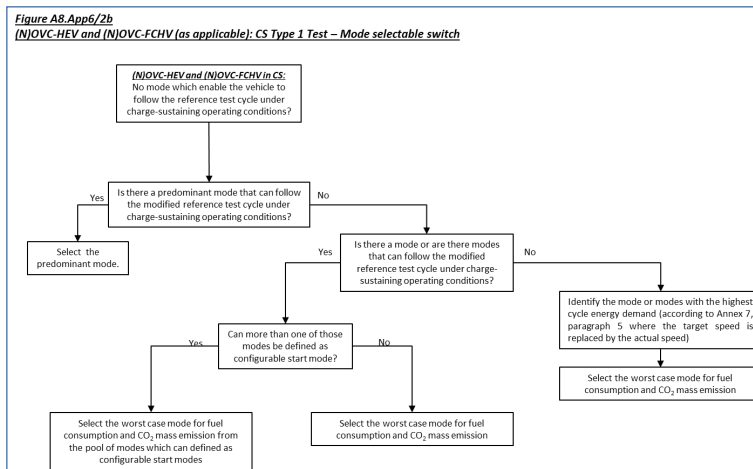 Figure A8.App6/2b
(N)OVC-HEV and (N)OVC-FCHV (as applicable): CS Type 1 Test – Mode selectable switch
(N)OVC-HEV and (N)OVC-FCHV in CS:
No mode which enable the vehicle to
follow the reference test cycle under
charge-sustaining operating conditions?
Yes
Is there a predominant mode that can follow
the modified reference test cycle under
charge-sustaining operating conditions?
No
Select the
predominant mode.
Yes
Is there a mode or are there modes
that can follow the modified
reference test cycle under charge-
sustaining operating conditions?
No
Identify the mode or modes with the highest
cycle energy demand (according to Annex 7,
paragraph 5 where the target speed is
replaced by the actual speed)
Yes
Can more than one of those
modes be defined as
configurable start mode?
No
Select the worst case mode for fuel
consumption and CO2 mass emission
Select the worst case mode for fuel
consumption and CO2 mass emission from
the pool of modes which can defined as
configurable start modes
Select the worst case mode for fuel
consumption and CO2 mass emission